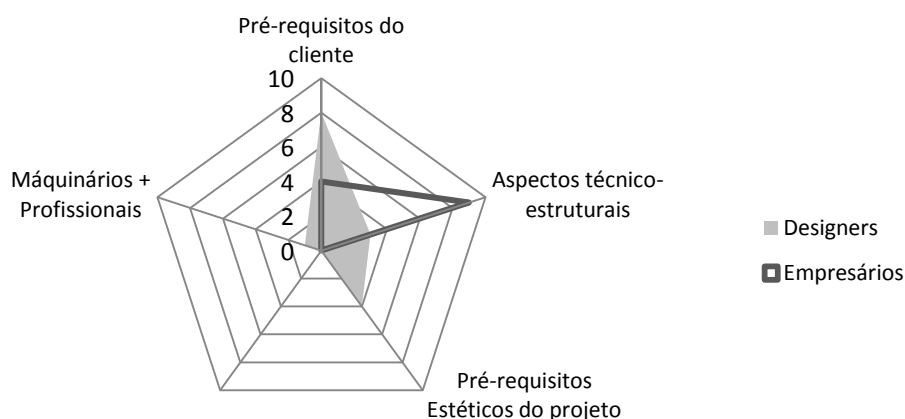 Pré-requisitos do
cliente
10
8
6
4
2
0
Máquinários +
Profissionais
Aspectos técnico-
estruturais
Designers
Empresários
Pré-requisitos
Estéticos do projeto